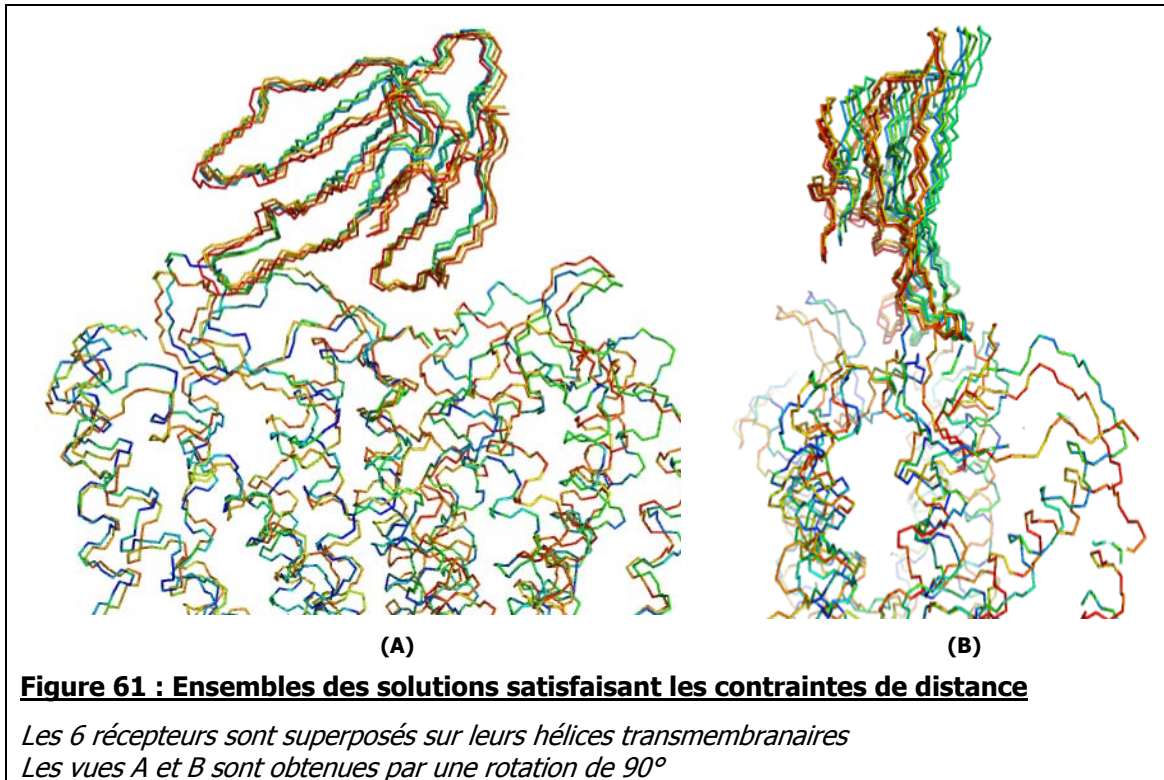 (A)
(B)
Figure 61 : Ensembles des solutions satisfaisant les contraintes de distance
Les 6 récepteurs sont superposés sur leurs hélices transmembranaires
Les vues A et B sont obtenues par une rotation de 90°